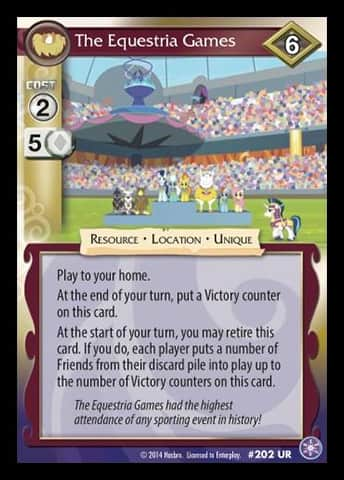 The Equestria Games
6
COST
2
5
RESOURCE • LOCATION • UNIQUE
Play to your home.
At the end of your turn, put a Victory counter
on this card.
At the start of your turn, you may retire this
card. If you do, each player puts a number of
Friends from their discard pile into play up to
the number of Victory counters on this card.
The Equestria Games had the highest
attendance of any sporting event in history!
© 2014 Hasbro. Licensed to Enterplay. #202 UR